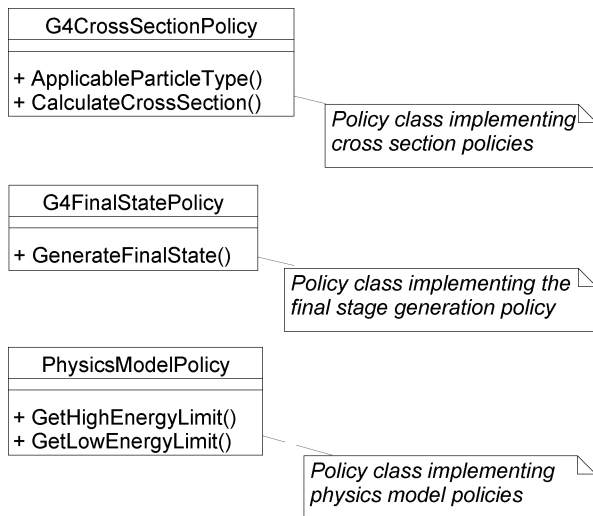 G4CrossSectionPolicy
+ ApplicableParticleType()
+ CalculateCrossSection()
Policy class implementing
cross section policies
G4FinalStatePolicy
+ GenerateFinalState()
Policy class implementing the
final stage generation policy
PhysicsModelPolicy
+ GetHighEnergyLimit()
+ GetLowEnergyLimit()
Policy class implementing
physics model policies